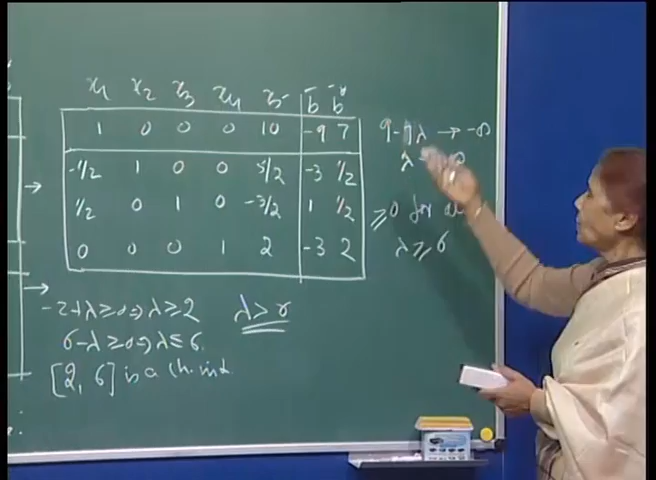 x₁ x₂ x₃ x₄ x₅ b̄ b̄*
1 0 0 0 10 -9 7
-1/2 1 0 0 5/2 -3 1/2
1/2 0 1 0 -3/2 1 1/2
0 0 0 1 2 -3 2
9-7λ → -∞
λ → ∞
≥0 for all
λ ≥ 6
-2+λ≥0 ⇒ λ≥2
6-λ≥0 ⇒ λ≤6.
[2, 6] is a ch. int.
λ > 6